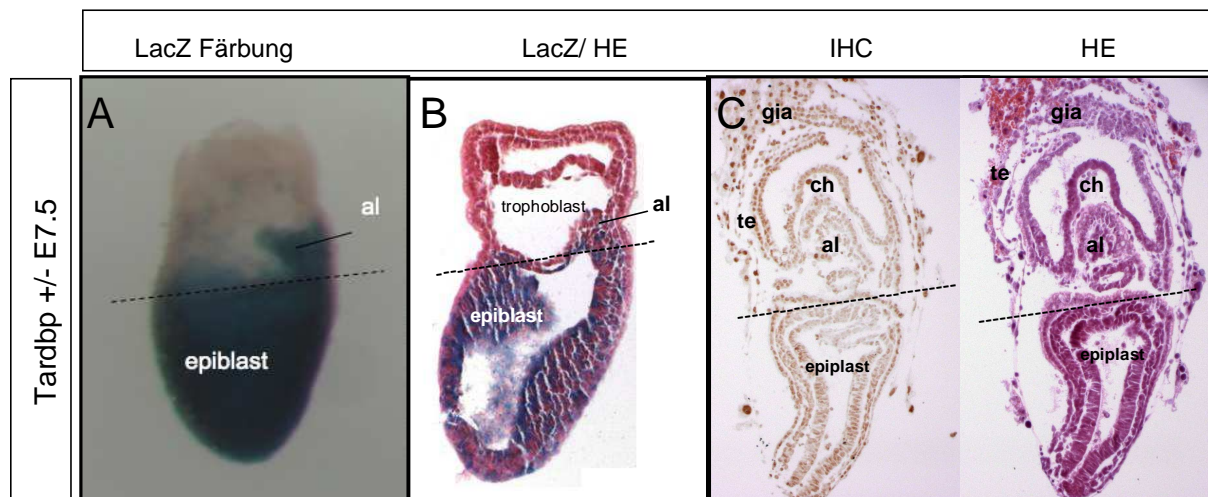 LacZ Färbung LacZ/ HE IHC HE
Tardbp +/- E7.5
A
al
epiblast
B
trophoblast
al
epiblast
C
gia
ch
te
al
epiplast
gia
te
ch
al
epiplast